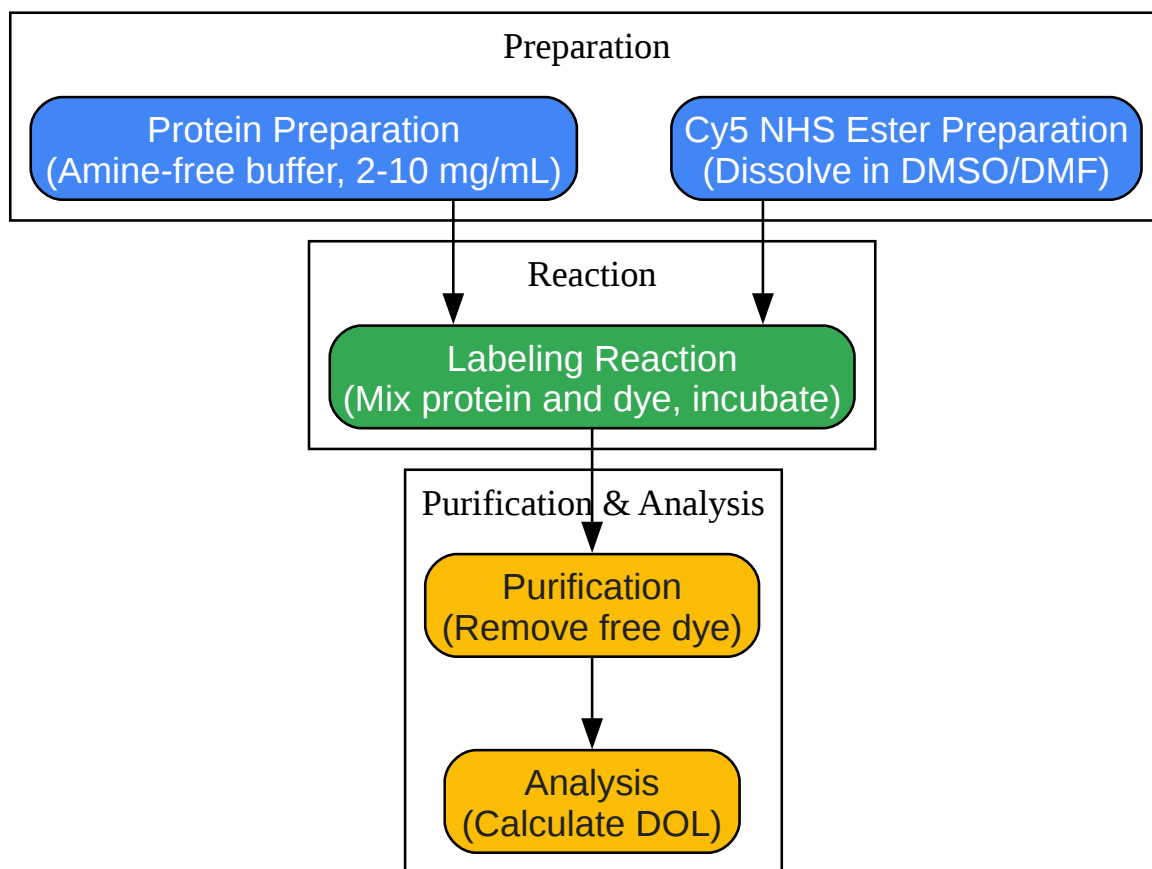 Preparation
Protein Preparation
(Amine-free buffer, 2-10 mg/mL)
Cy5 NHS Ester Preparation
(Dissolve in DMSO/DMF)
Reaction
Labeling Reaction
(Mix protein and dye, incubate)
Purification & Analysis
Purification
(Remove free dye)
Analysis
(Calculate DOL)